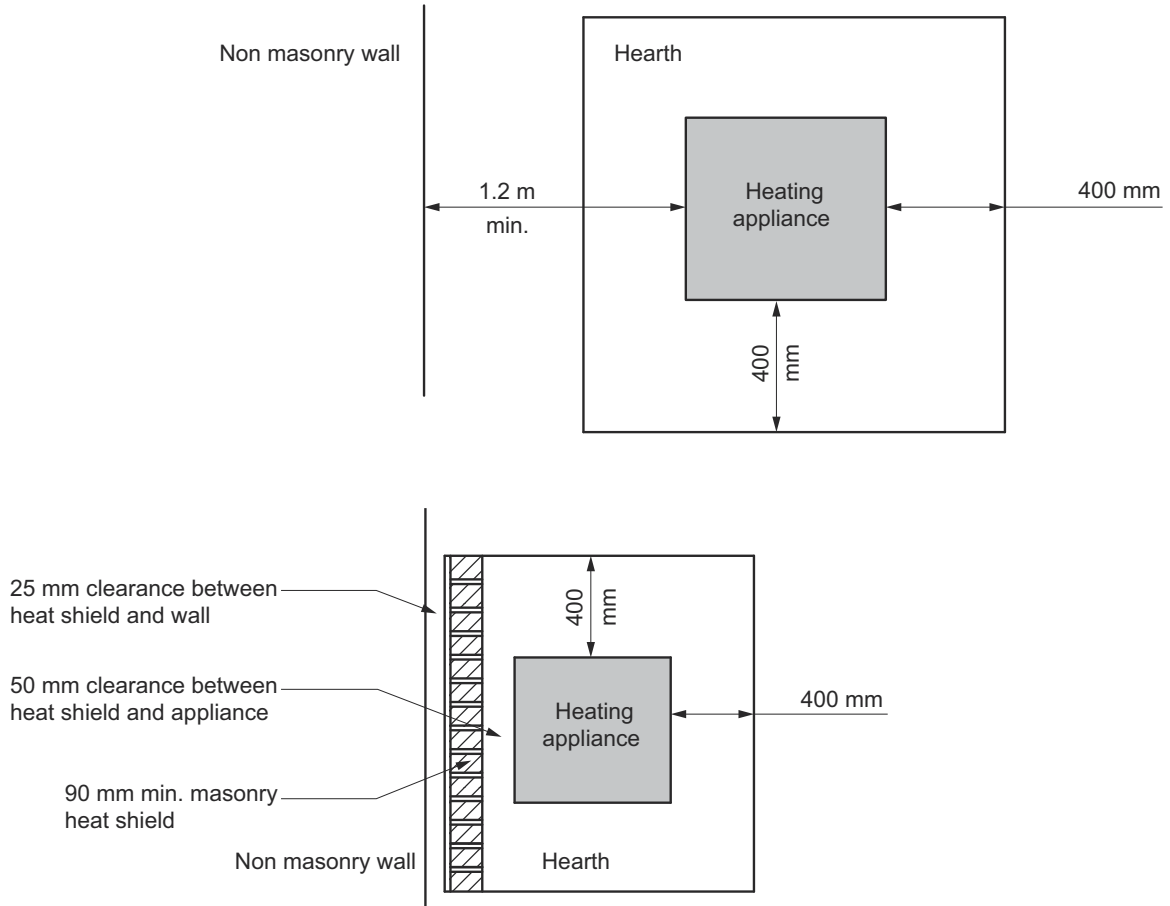 Non masonry wall
Hearth
1.2 m
min.
Heating
appliance
400 mm
400
mm
25 mm clearance between
heat shield and wall
400
mm
50 mm clearance between
heat shield and appliance
Heating
appliance
400 mm
90 mm min. masonry
heat shield
Non masonry wall
Hearth